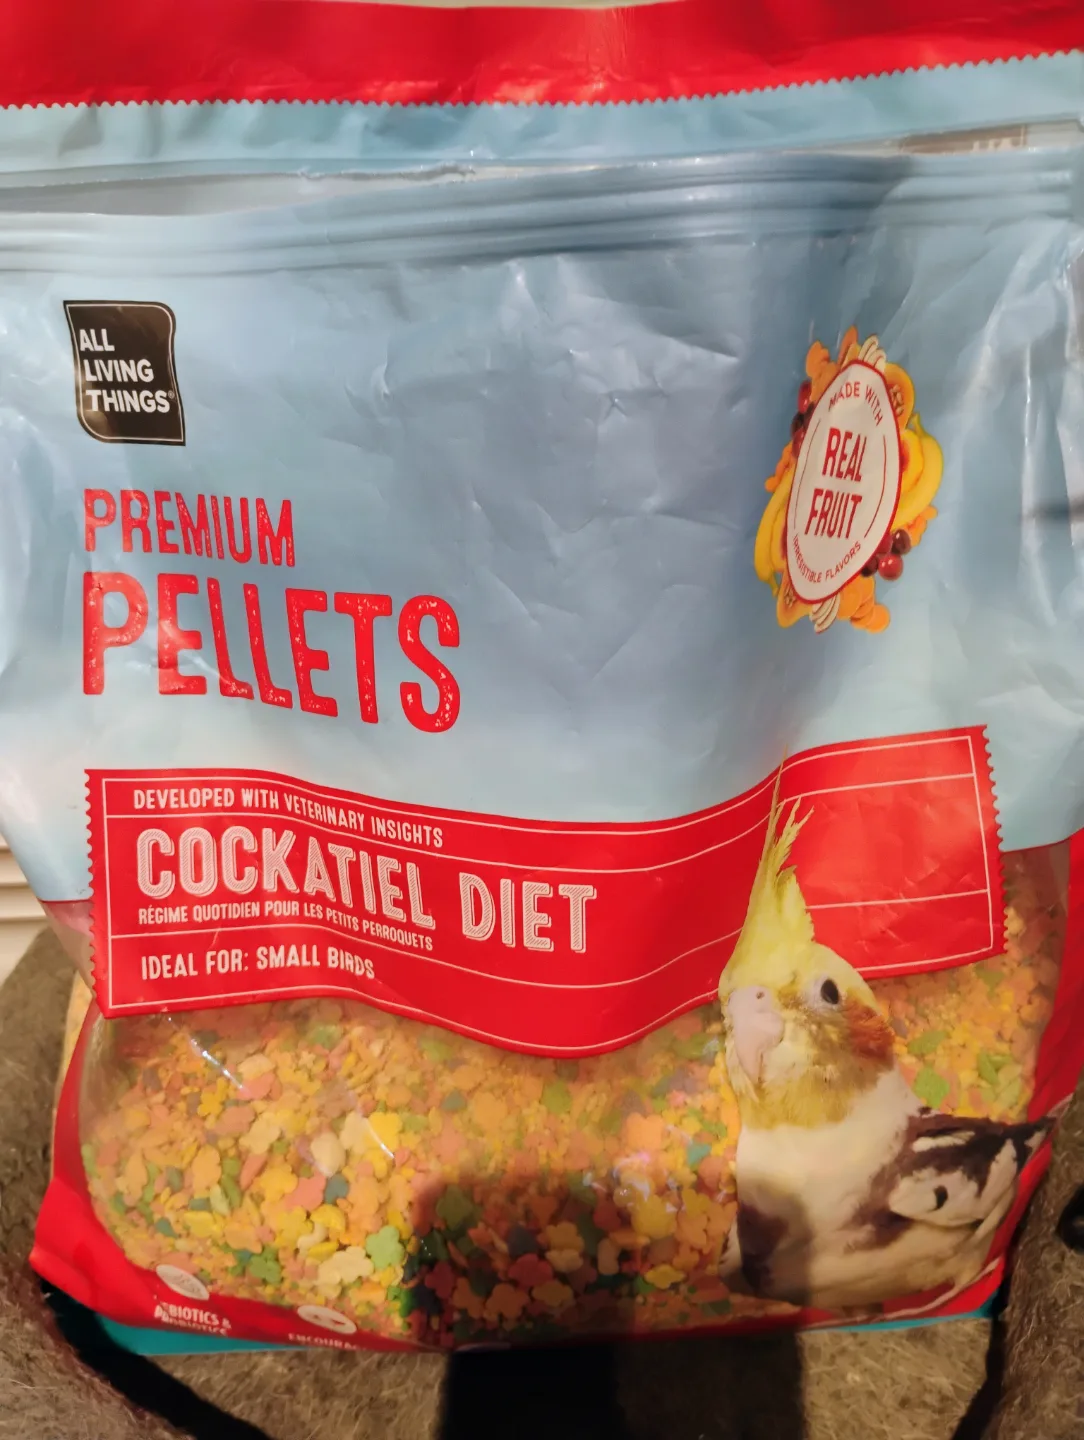 ALL
LIVING
THINGS®
MADE WITH
REAL
FRUIT
IRRESISTIBLE FLAVORS
PREMIUM
PELLETS
DEVELOPED WITH VETERINARY INSIGHTS
COCKATIEL DIET
RÉGIME QUOTIDIEN POUR LES PETITS PERROQUETS
IDEAL FOR: SMALL BIRDS